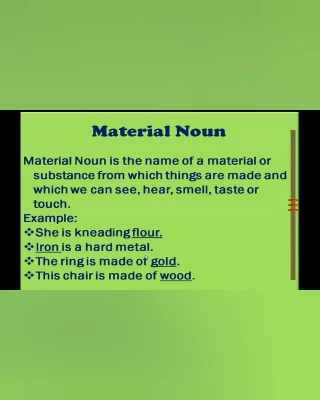 Material Noun
Material Noun is the name of a material or
substance from which things are made and
which we can see, hear, smell, taste or
touch.
Example:
❖She is kneading flour.
❖Iron is a hard metal.
❖The ring is made of gold.
❖This chair is made of wood.